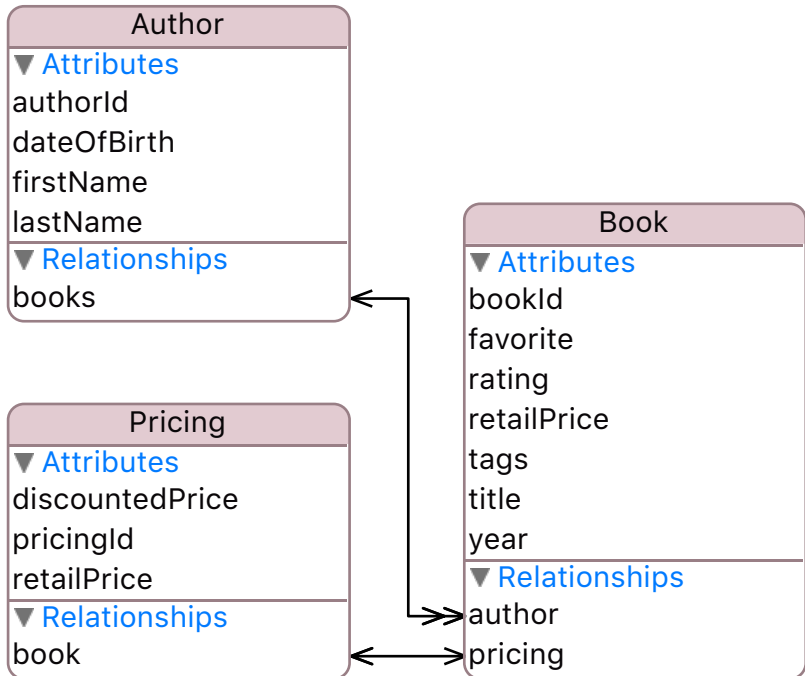 Author
▼ Attributes
authorId
dateOfBirth
firstName
lastName
▼ Relationships
books
Pricing
▼ Attributes
discountedPrice
pricingId
retailPrice
▼ Relationships
book
Book
▼ Attributes
bookId
favorite
rating
retailPrice
tags
title
year
▼ Relationships
author
pricing